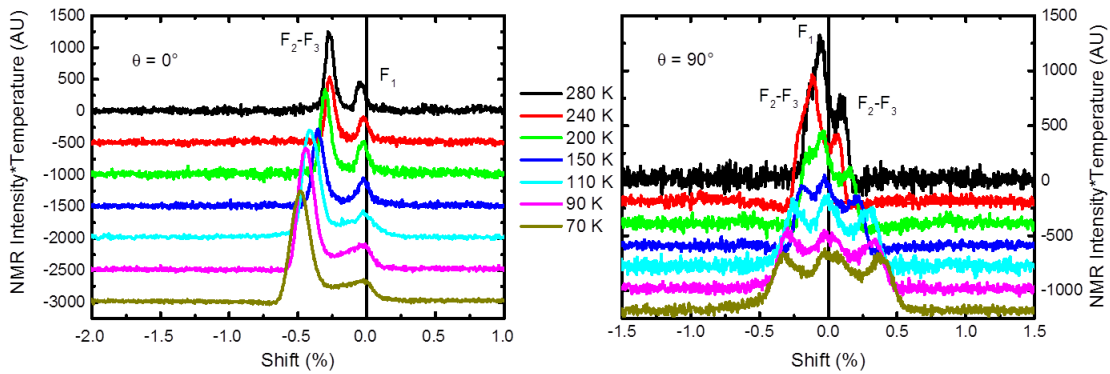 NMR Intensity*Temperature (AU)
1500
1000
500
0
-500
-1000
-1500
-2000
-2500
-3000
θ = 0°
F₂-F₃
F₁
-2.0 -1.5 -1.0 -0.5 0.0 0.5 1.0
Shift (%)
280 K
240 K
200 K
150 K
110 K
90 K
70 K
θ = 90°
F₁
F₂-F₃
F₂-F₃
-1.5 -1.0 -0.5 0.0 0.5 1.0 1.5
Shift (%)
1500
1000
500
0
-500
-1000
NMR Intensity*Temperature (AU)